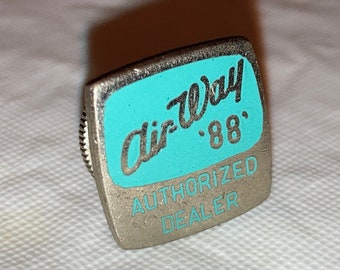 Air-Way
'88'
AUTHORIZED
DEALER